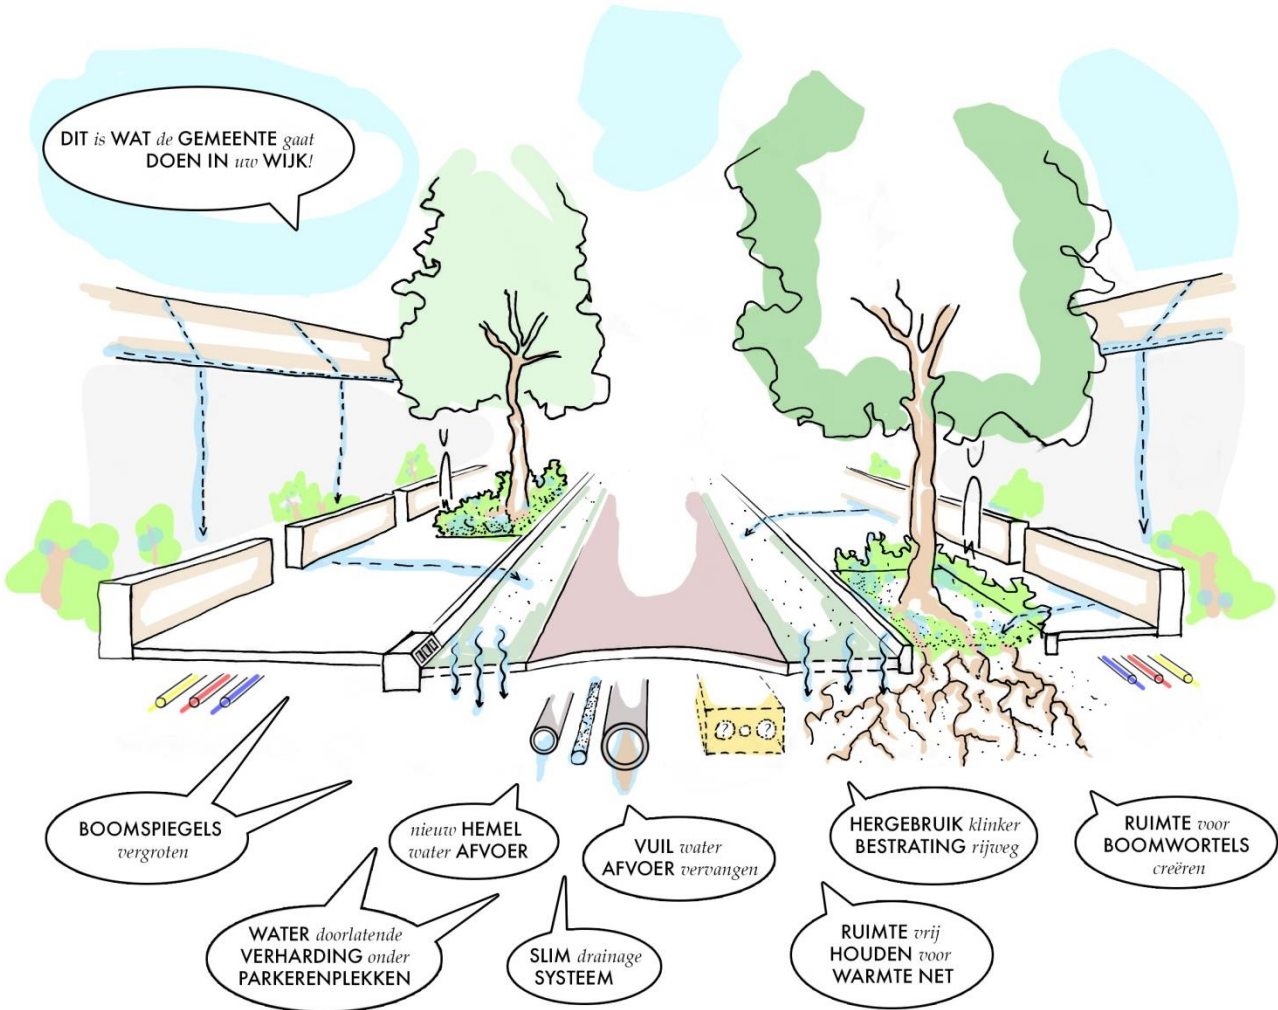 DIT is WAT de GEMEENTE gaat
DOEN IN uw WIJK!
BOOMSPIEGELS
vergroten
nieuw HEMEL
water AFVOER
VUIL water
AFVOER vervangen
HERGEBRUIK klinker
BESTRATING rijweg
RUIMTE voor
BOOMWORTELS
creëren
WATER doorlatende
VERHARDING onder
PARKERENPLEKKEN
SLIM drainage
SYSTEEM
RUIMTE vrij
HOUDEN voor
WARMTE NET
? ?